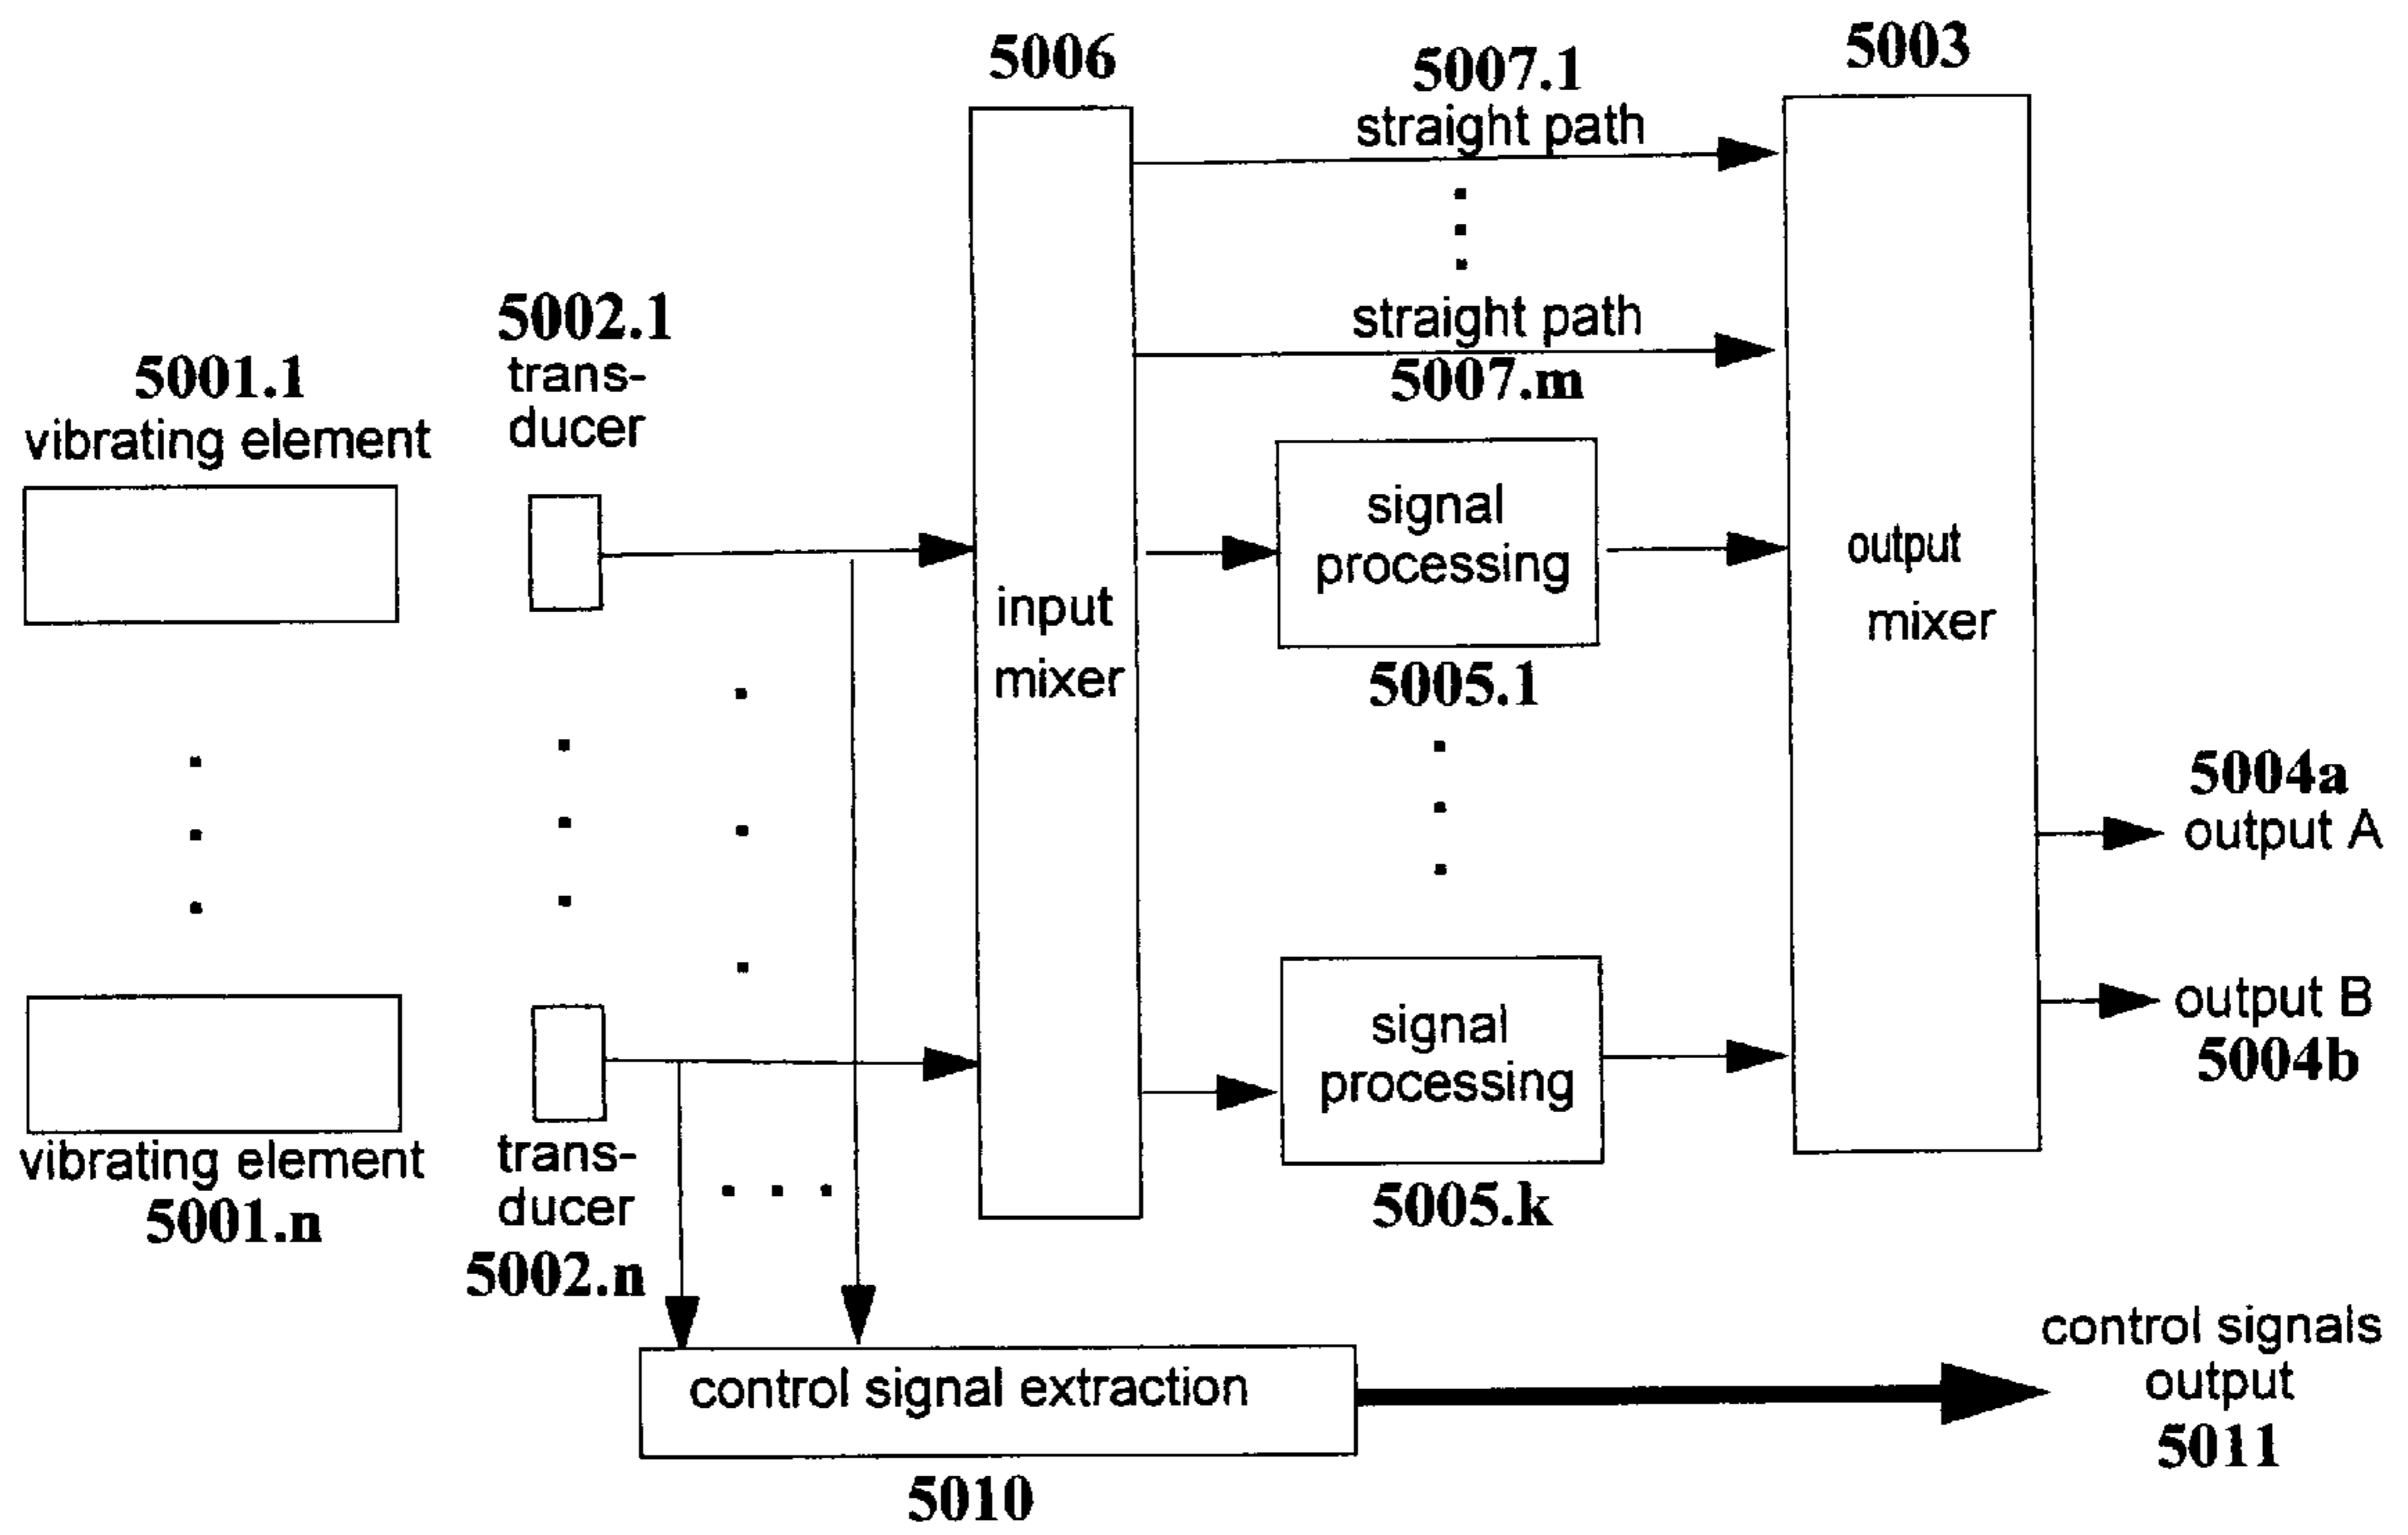 5006
5007.1
straight path
5003
straight path
5007.m
5001.1
vibrating element
5002.1
trans-
ducer
input
mixer
signal
processing
5005.1
output
mixer
5004a
output A
output B
5004b
vibrating element
5001.n
trans-
ducer
5002.n
signal
processing
5005.k
control signal extraction
5010
control signals
output
5011